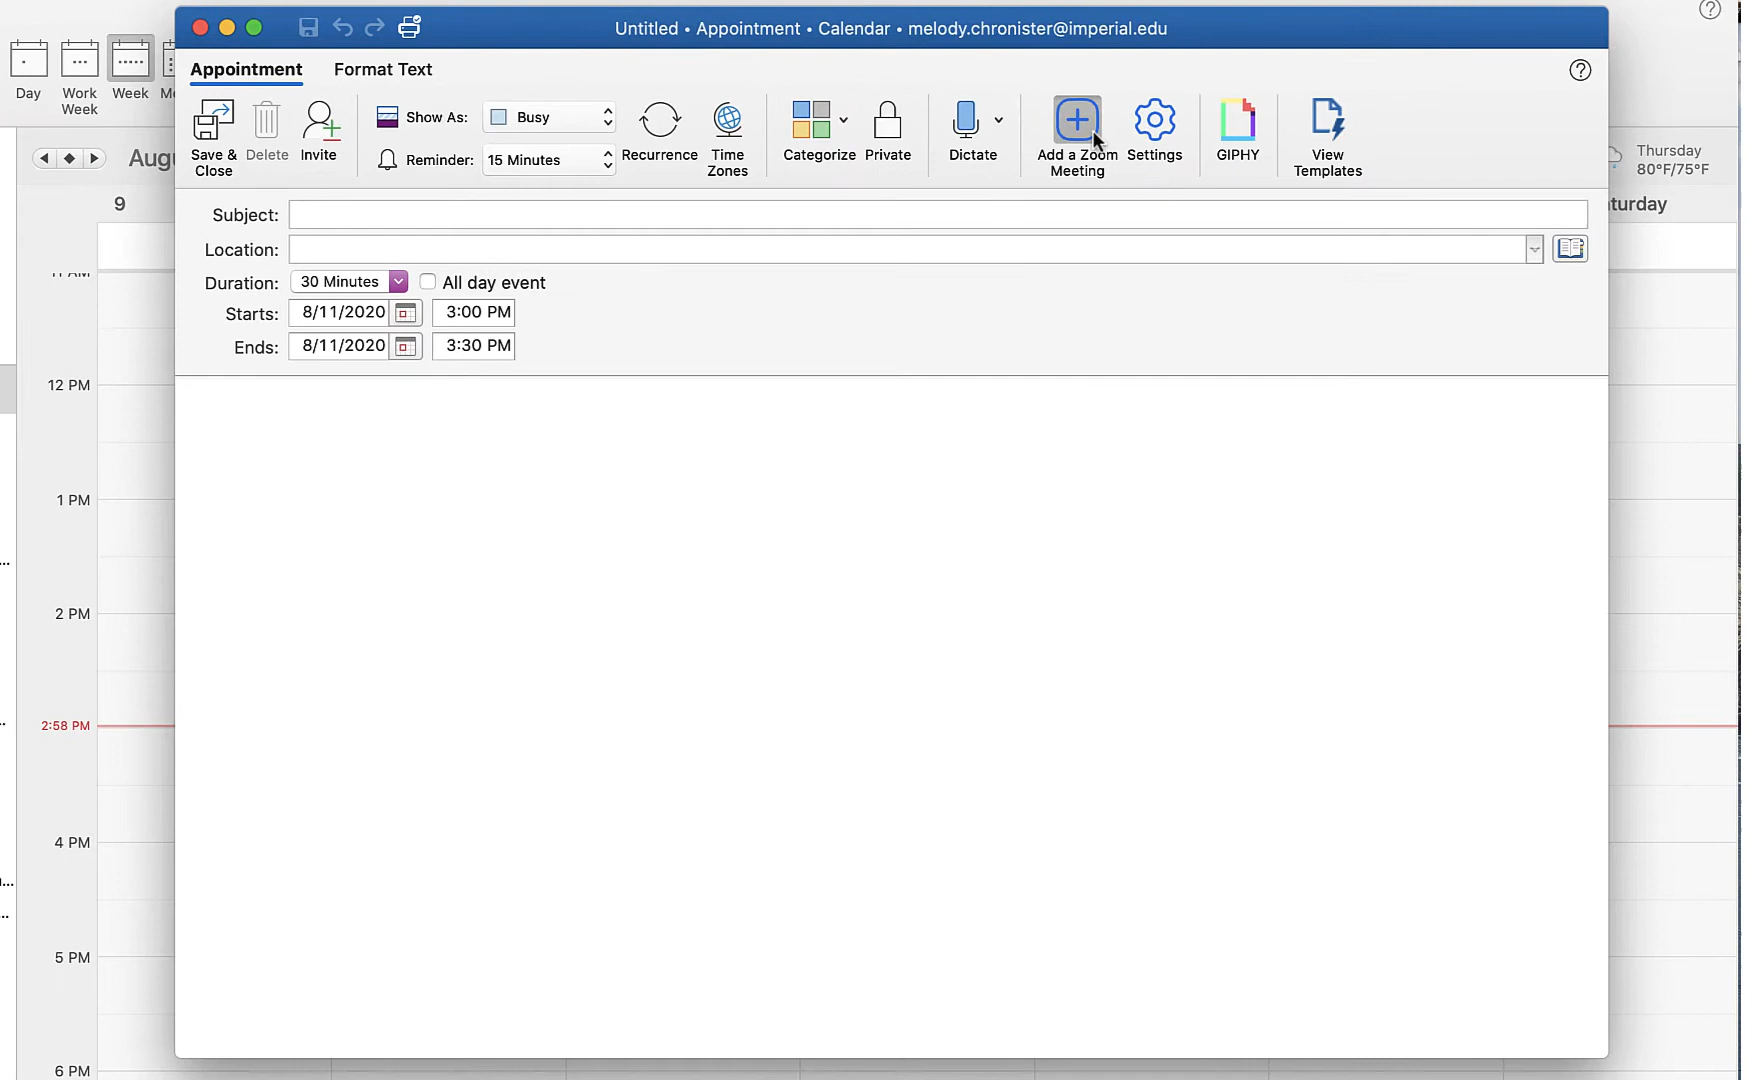 Untitled • Appointment • Calendar • melody.chronister@imperial.edu
Appointment
Format Text
Day
Work
Week
Week
Save &
Close
Delete
Invite
Show As:
Busy
Reminder:
15 Minutes
Recurrence
Time
Zones
Categorize
Private
Dictate
Add a Zoom
Meeting
Settings
GIPHY
View
Templates
Thursday
80°F/75°F
9
Subject:
Location:
Duration:
30 Minutes
All day event
Starts:
8/11/2020
3:00 PM
Ends:
8/11/2020
3:30 PM
12 PM
1 PM
2 PM
2:58 PM
4 PM
5 PM
6 PM